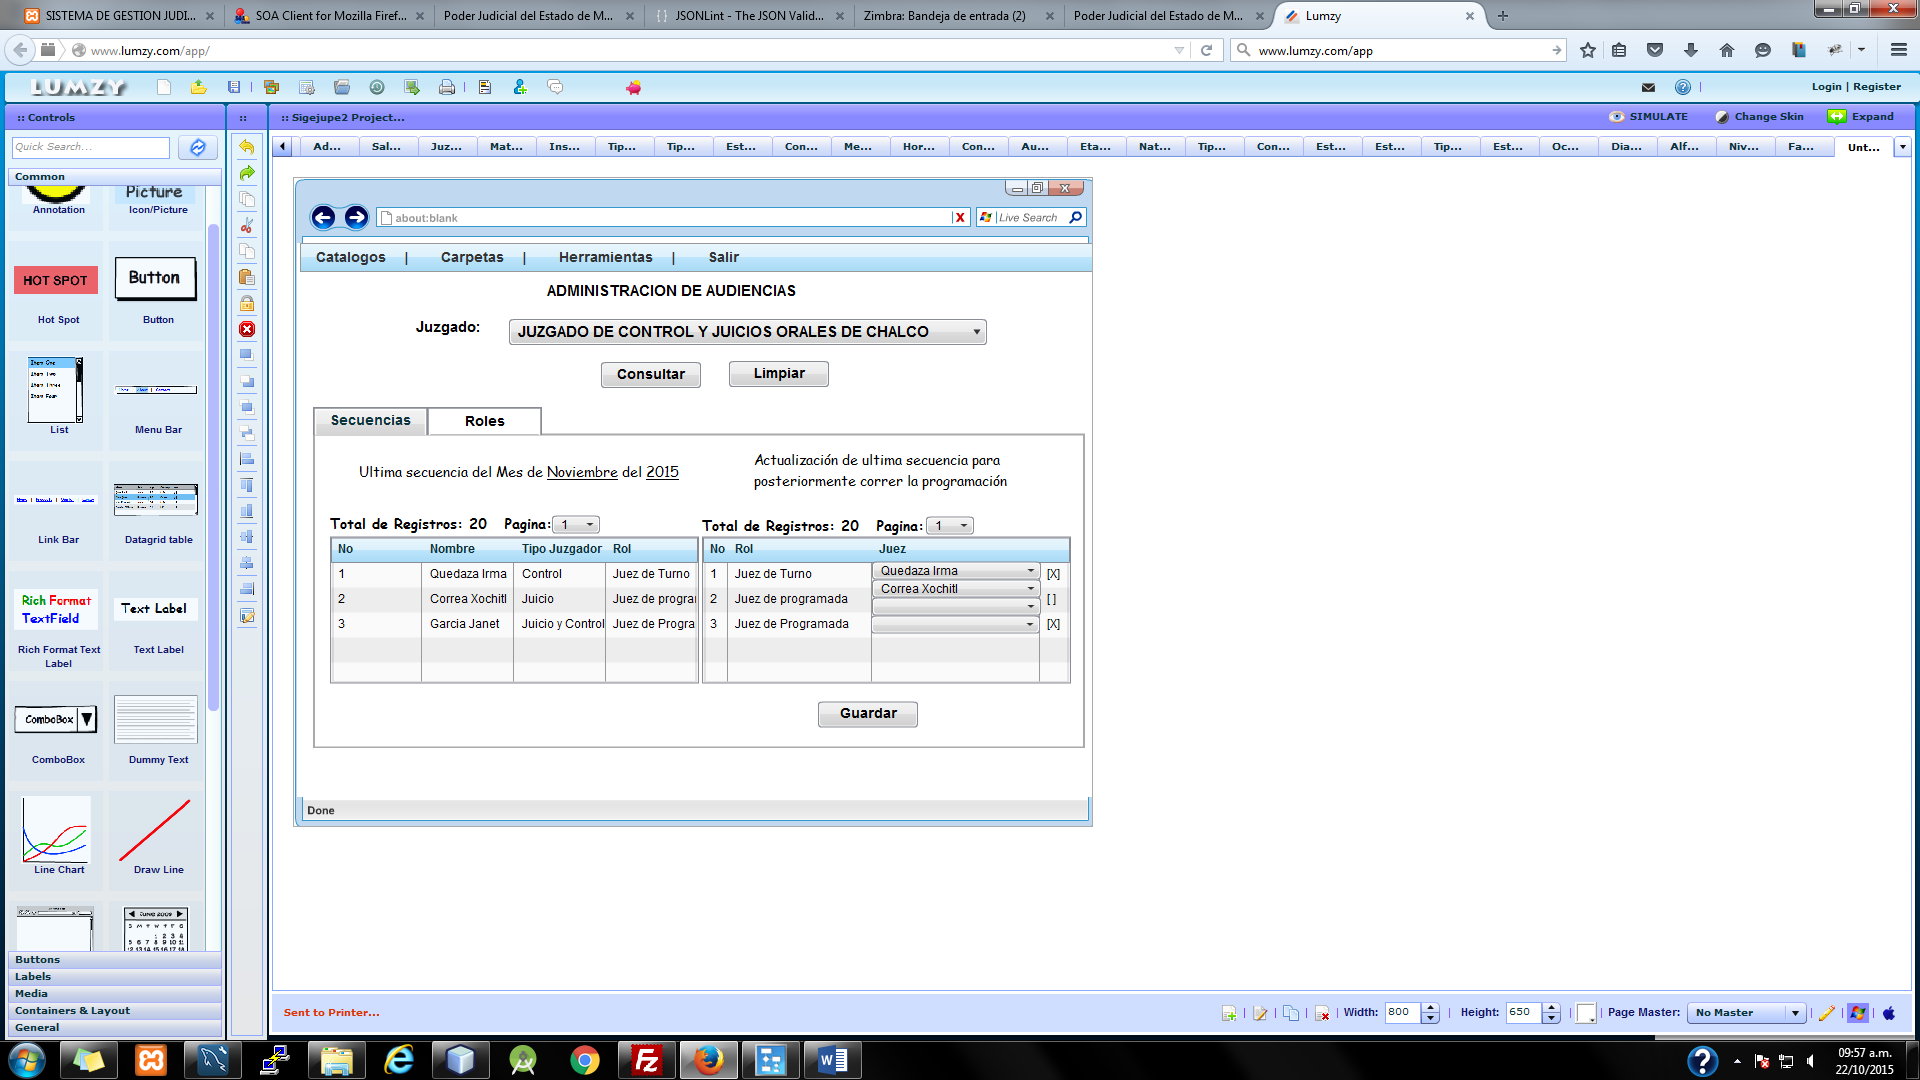 SISTEMA DE GESTION JUDI...
SOA Client for Mozilla Firef...
Poder Judicial del Estado de M...
JSONLint - The JSON Valid...
Zimbra: Bandeja de entrada (2)
Poder Judicial del Estado de M...
Lumzy
www.lumzy.com/app/
www.lumzy.com/app
LUMZY
Login | Register
:: Controls
::
:: Sigejupe2 Project...
SIMULATE
Change Skin
Expand
Quick Search...
Ad... Sal... Juz... Mat... Ins... Tip... Tip... Est... Con... Me... Hor... Con... Au... Eta... Nat... Tip... Con... Est... Est... Tip... Est... Oc... Dia... Alf... Niv... Fa... Unt...
Common
Picture
Annotation
Icon/Picture
HOT SPOT
Button
Hot Spot
Button
Item One
Item Two
Item Three
Item Four
List
Menu Bar
Link Bar
Datagrid table
Rich Format
TextField
Text Label
Rich Format Text
Label
Text Label
ComboBox
ComboBox
Dummy Text
Line Chart
Draw Line
JUNE 2009
Buttons
Labels
Media
Containers & Layout
General
about:blank
X
Live Search
Catalogos | Carpetas | Herramientas | Salir
ADMINISTRACION DE AUDIENCIAS
Juzgado:
JUZGADO DE CONTROL Y JUICIOS ORALES DE CHALCO
Consultar
Limpiar
Secuencias
Roles
Ultima secuencia del Mes de Noviembre del 2015
Actualización de ultima secuencia para
posteriormente correr la programación
Total de Registros: 20 Pagina: 1
No Nombre Tipo Juzgador Rol
1 Quedaza Irma Control Juez de Turno
2 Correa Xochitl Juicio Juez de progra
3 Garcia Janet Juicio y Control Juez de Progra
Total de Registros: 20 Pagina: 1
No Rol Juez
1 Juez de Turno Quedaza Irma [X]
2 Juez de programada Correa Xochitl [ ]
3 Juez de Programada [X]
Guardar
Done
Sent to Printer...
Width: 800
Height: 650
Page Master: No Master
09:57 a.m.
22/10/2015